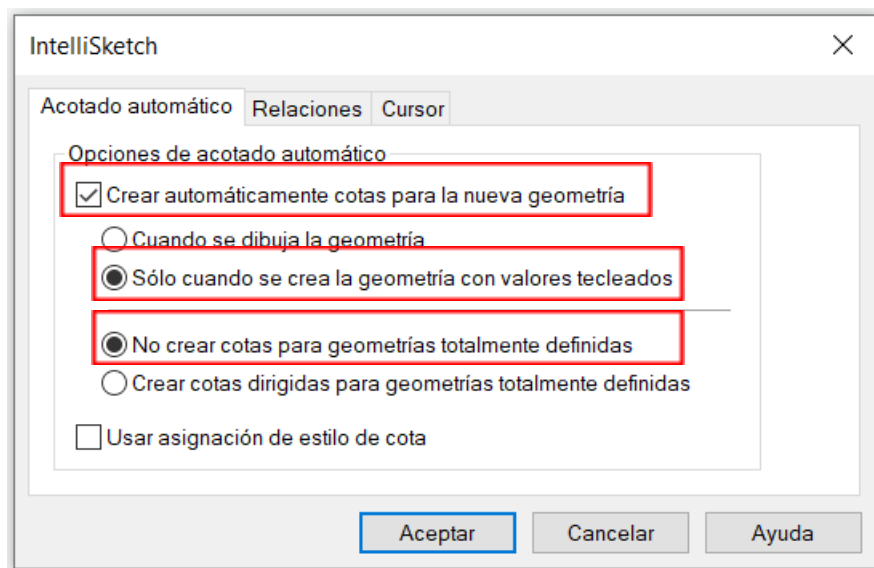 IntelliSketch
Acotado automático Relaciones Cursor
Opciones de acotado automático
Crear automáticamente cotas para la nueva geometría
Cuando se dibuja la geometría
Sólo cuando se crea la geometría con valores tecleados
No crear cotas para geometrías totalmente definidas
Crear cotas dirigidas para geometrías totalmente definidas
Usar asignación de estilo de cota
Aceptar Cancelar Ayuda